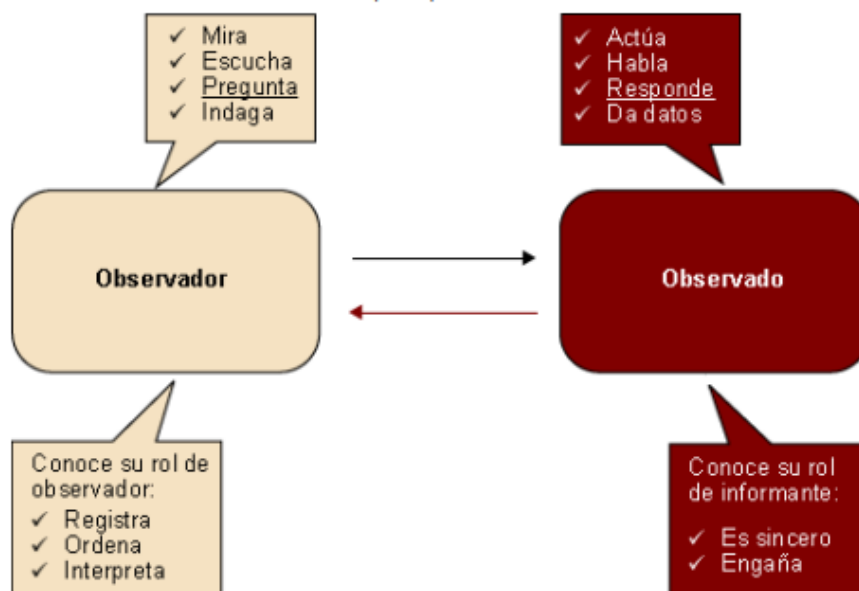 ✓ Mira
✓ Escucha
✓ Pregunta
✓ Indaga
✓ Actúa
✓ Habla
✓ Responde
✓ Da datos
Observador
Observado
Conoce su rol de
observador:
✓ Registra
✓ Ordena
✓ Interpreta
Conoce su rol
de informante:
✓ Es sincero
✓ Engaña